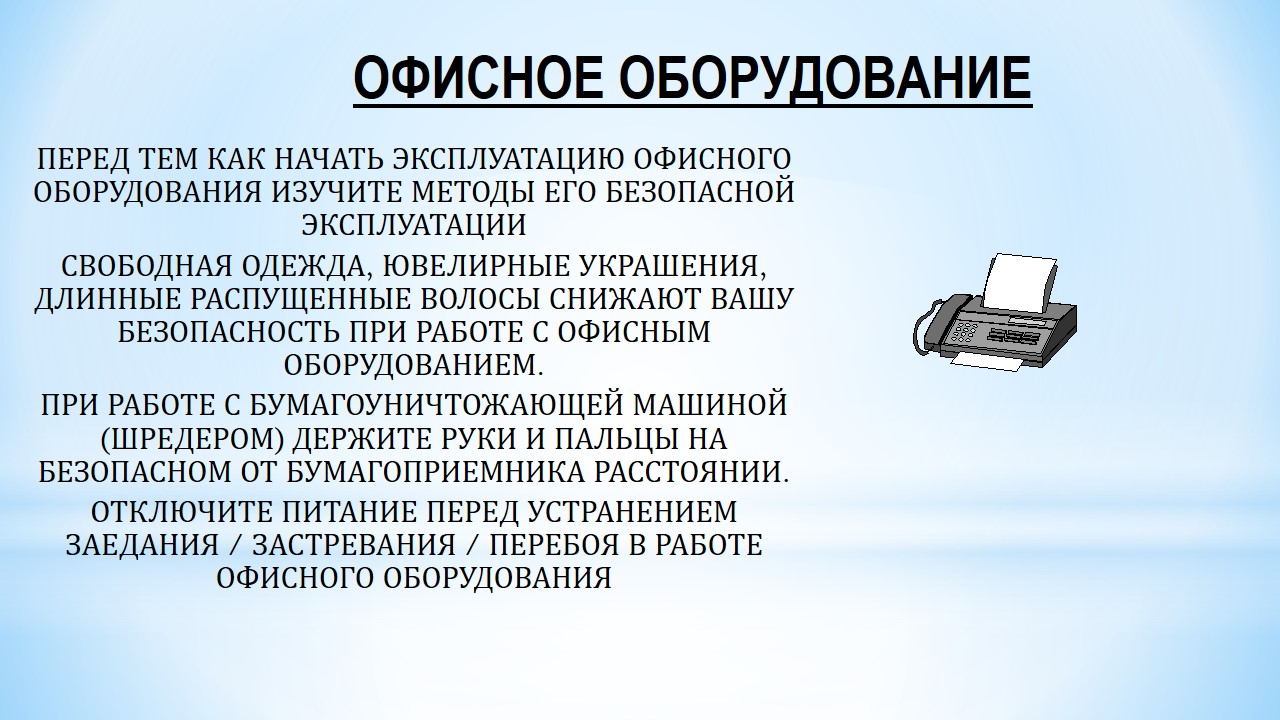 ОФИСНОЕ ОБОРУДОВАНИЕ
ПЕРЕД ТЕМ КАК НАЧАТЬ ЭКСПЛУАТАЦИЮ ОФИСНОГО
ОБОРУДОВАНИЯ ИЗУЧИТЕ МЕТОДЫ ЕГО БЕЗОПАСНОЙ
ЭКСПЛУАТАЦИИ
СВОБОДНАЯ ОДЕЖДА, ЮВЕЛИРНЫЕ УКРАШЕНИЯ,
ДЛИННЫЕ РАСПУЩЕННЫЕ ВОЛОСЫ СНИЖАЮТ ВАШУ
БЕЗОПАСНОСТЬ ПРИ РАБОТЕ С ОФИСНЫМ
ОБОРУДОВАНИЕМ.
ПРИ РАБОТЕ С БУМАГОУНИЧТОЖАЮЩЕЙ МАШИНОЙ
(ШРЕДЕРОМ) ДЕРЖИТЕ РУКИ И ПАЛЬЦЫ НА
БЕЗОПАСНОМ ОТ БУМАГОПРИЕМНИКА РАССТОЯНИИ.
ОТКЛЮЧИТЕ ПИТАНИЕ ПЕРЕД УСТРАНЕНИЕМ
ЗАЕДАНИЯ / ЗАСТРЕВАНИЯ / ПЕРЕБОЯ В РАБОТЕ
ОФИСНОГО ОБОРУДОВАНИЯ